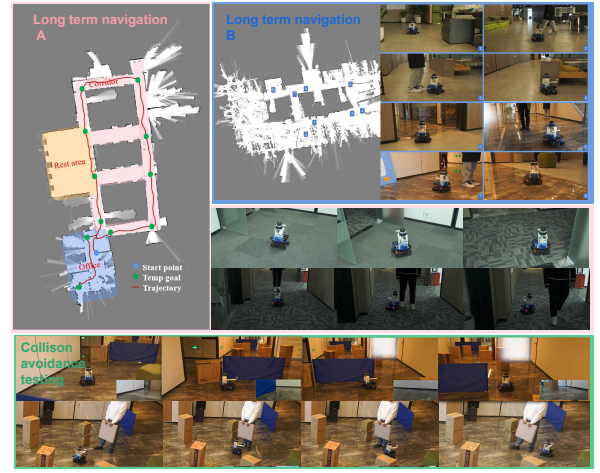 Long term navigation
A
Corridor
Rest area
Office
Start point
Temp goal
Trajectory
Long term navigation
B
Collison
avoidance
testing